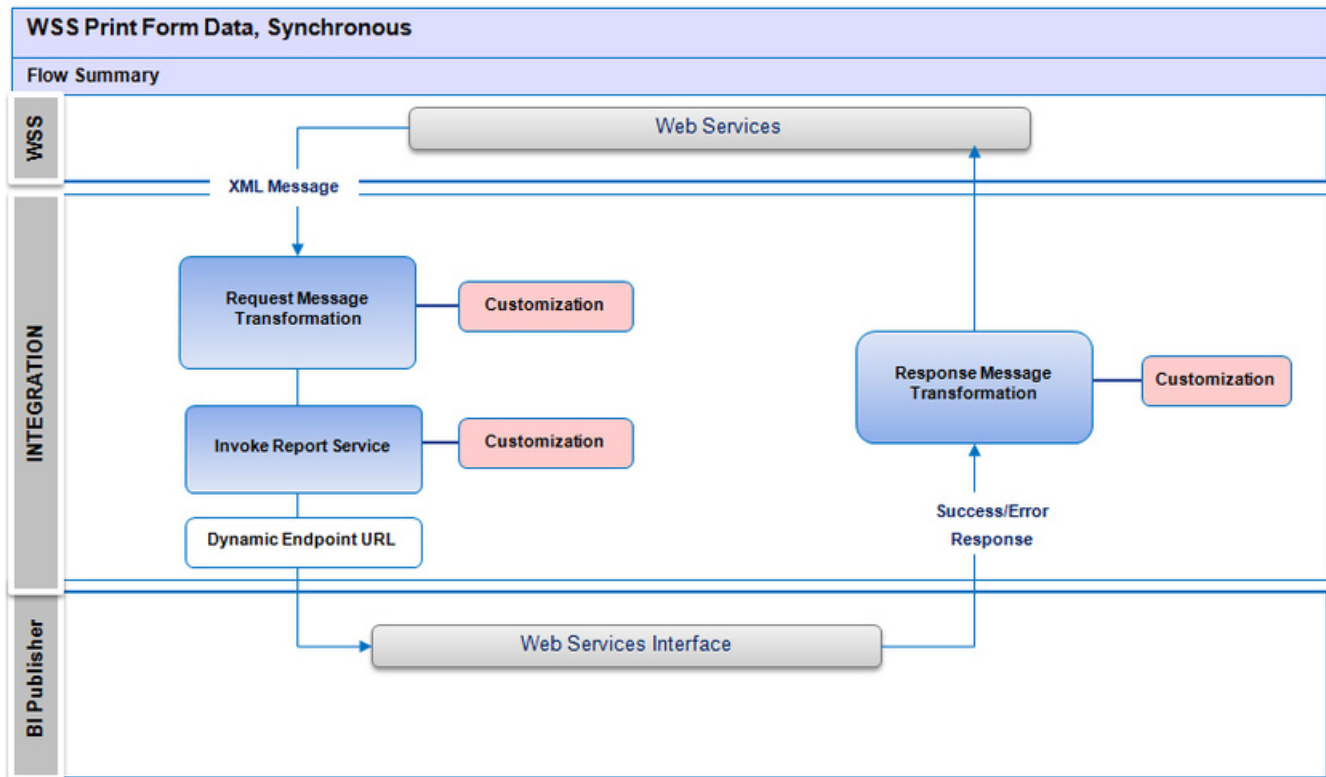 WSS Print Form Data, Synchronous
Flow Summary
WSS
Web Services
XML Message
INTEGRATION
Request Message
Transformation
Customization
Invoke Report Service
Customization
Dynamic Endpoint URL
Response Message
Transformation
Customization
Success/Error
Response
BI Publisher
Web Services Interface